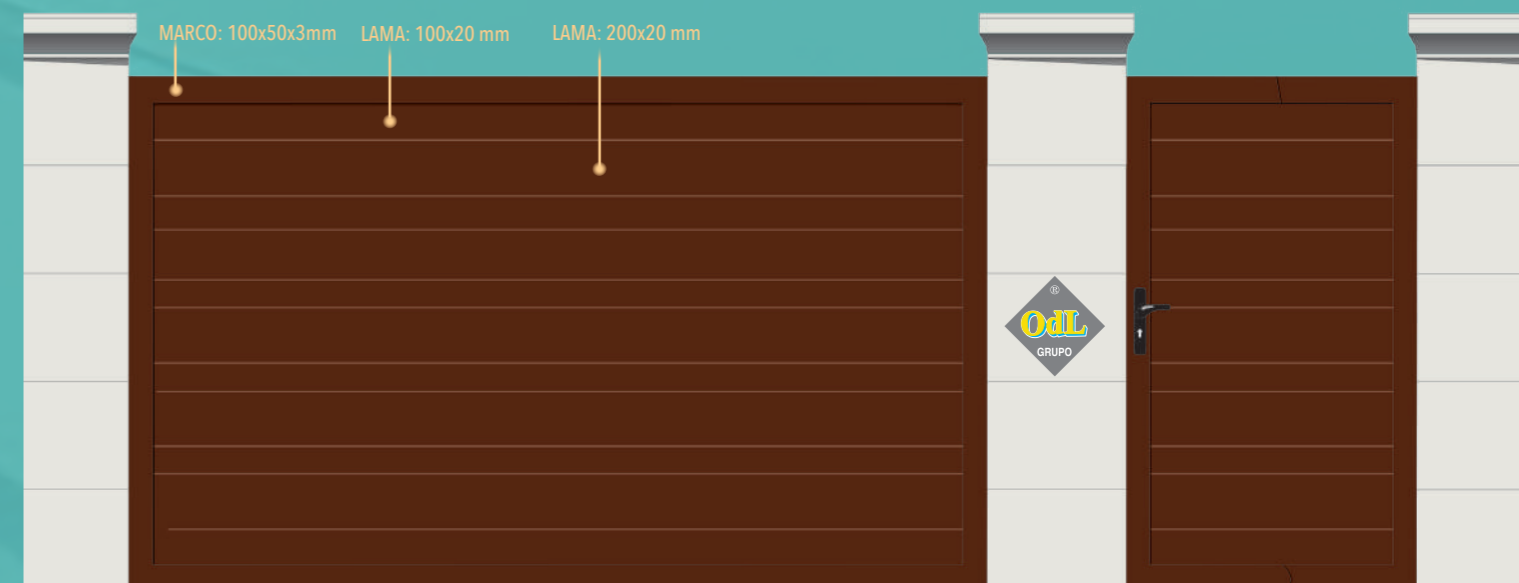 MARCO: 100x50x3mm
LAMA: 100x20 mm
LAMA: 200x20 mm
®
OdL
GRUPO